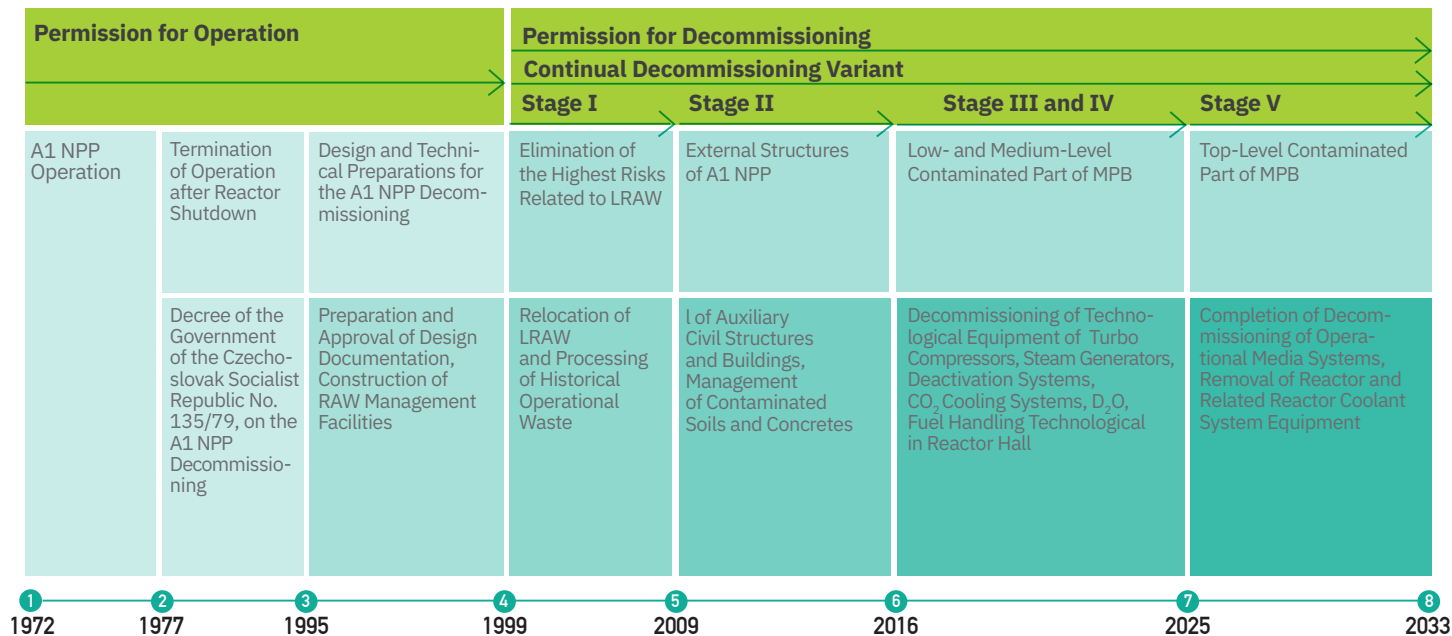 Permission for Operation
Permission for Decommissioning
Continual Decommissioning Variant
Stage I
Stage II
Stage III and IV
Stage V
A1 NPP
Operation
Termination
of Operation
after Reactor
Shutdown
Design and Techni-
cal Preparations for
the A1 NPP Decom-
missioning
Elimination of
the Highest Risks
Related to LRAW
External Structures
of A1 NPP
Low- and Medium-Level
Contaminated Part of MPB
Top-Level Contaminated
Part of MPB
Decree of the
Government
of the Czecho-
slovak Socialist
Republic No.
135/79, on the
A1 NPP
Decommissio-
ning
Preparation and
Approval of Design
Documentation,
Construction of
RAW Management
Facilities
Relocation of
LRAW
and Processing
of Historical
Operational
Waste
l of Auxiliary
Civil Structures
and Buildings,
Management
of Contaminated
Soils and Concretes
Decommissioning of Techno-
logical Equipment of Turbo
Compressors, Steam Generators,
Deactivation Systems,
CO₂ Cooling Systems, D₂O,
Fuel Handling Technological
in Reactor Hall
Completion of Decom-
missioning of Opera-
tional Media Systems,
Removal of Reactor and
Related Reactor Coolant
System Equipment
1 2 3 4 5 6 7 8
1972 1977 1995 1999 2009 2016 2025 2033